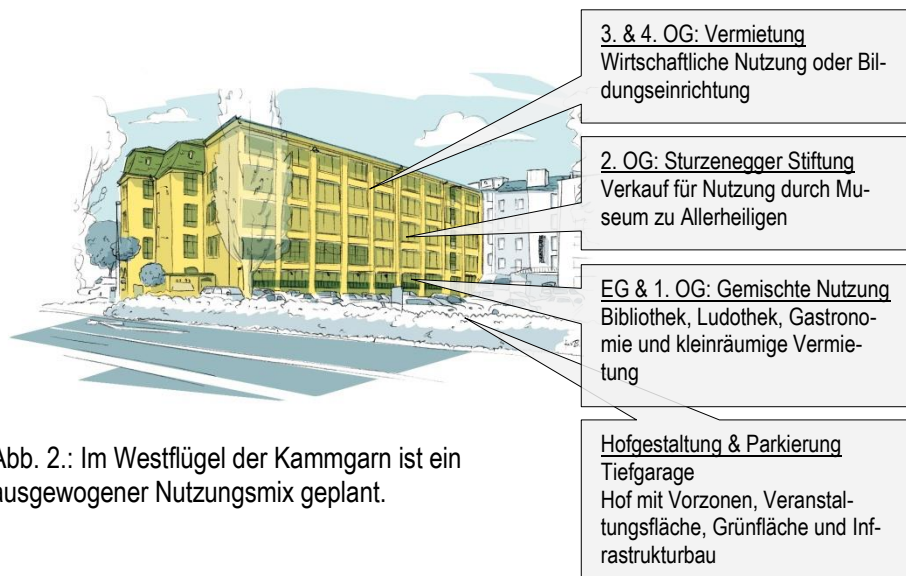 3. & 4. OG: Vermietung
Wirtschaftliche Nutzung oder Bil-
dungseinrichtung
2. OG: Sturzenegger Stiftung
Verkauf für Nutzung durch Mu-
seum zu Allerheiligen
EG & 1. OG: Gemischte Nutzung
Bibliothek, Ludothek, Gastrono-
mie und kleinräumige Vermie-
tung
Hofgestaltung & Parkierung
Tiefgarage
Hof mit Vorzonen, Veranstal-
tungsfläche, Grünfläche und Inf-
rastrukturbau
Abb. 2.: Im Westflügel der Kammgarn ist ein
ausgewogener Nutzungsmix geplant.